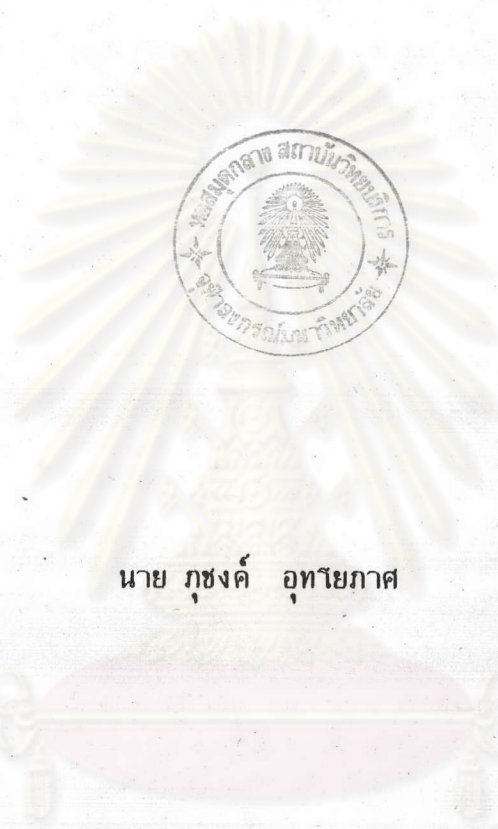 หอสมุดกลาง สถาบันวิทยบริการ
จุฬาลงกรณ์มหาวิทยาลัย
นาย ภุชงค์ อุทโยภาศ